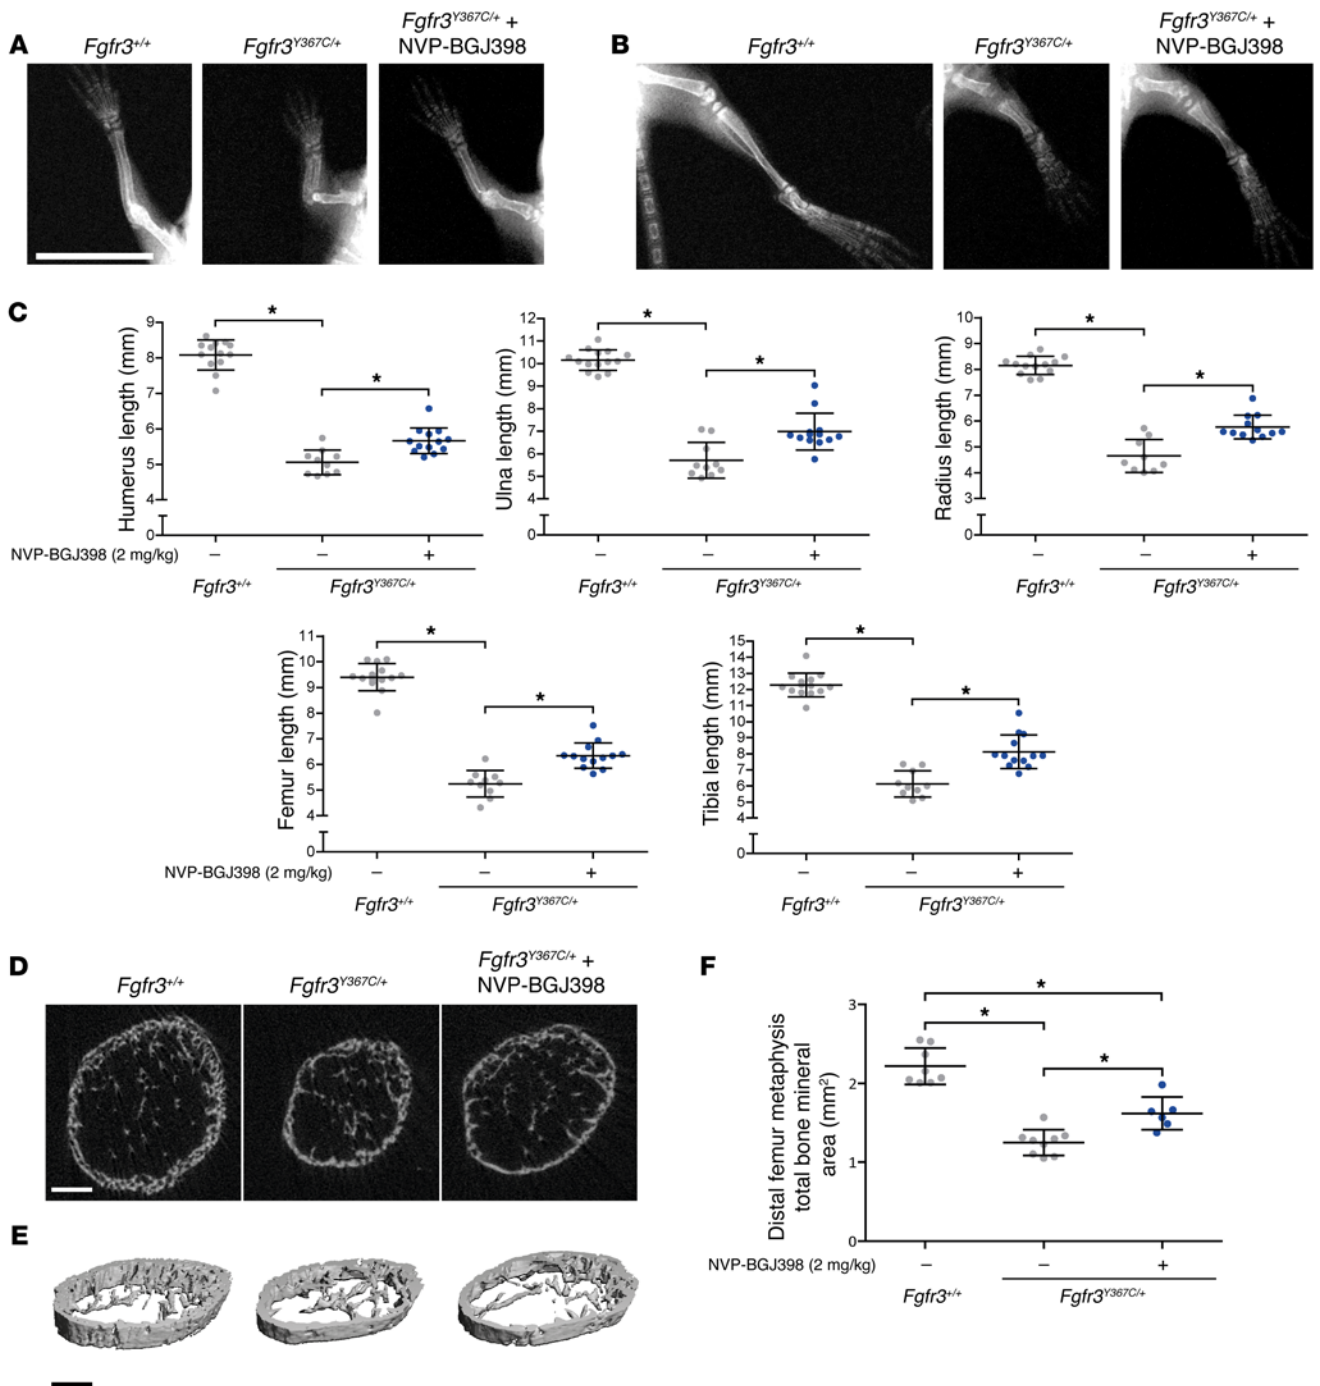 A
Fgfr3+/+
Fgfr3Y367C/+
Fgfr3Y367C/+ +
NVP-BGJ398
B
Fgfr3+/+
Fgfr3Y367C/+
Fgfr3Y367C/+ +
NVP-BGJ398
C
Humerus length (mm)
9
8
7
6
5
4
0
*
*
NVP-BGJ398 (2 mg/kg)
–
–
+
Fgfr3+/+
Fgfr3Y367C/+
Ulna length (mm)
12
11
10
9
8
7
6
5
4
0
*
*
–
–
+
Fgfr3+/+
Fgfr3Y367C/+
Radius length (mm)
10
9
8
7
6
5
4
3
0
*
*
–
–
+
Fgfr3+/+
Fgfr3Y367C/+
Femur length (mm)
11
10
9
8
7
6
5
4
0
*
*
NVP-BGJ398 (2 mg/kg)
–
–
+
Fgfr3+/+
Fgfr3Y367C/+
Tibia length (mm)
15
14
13
12
11
10
9
8
7
6
5
4
0
*
*
–
–
+
Fgfr3+/+
Fgfr3Y367C/+
D
Fgfr3+/+
Fgfr3Y367C/+
Fgfr3Y367C/+ +
NVP-BGJ398
E
F
Distal femur metaphysis
total bone mineral
area (mm2)
3
2
1
0
*
*
*
NVP-BGJ398 (2 mg/kg)
–
–
+
Fgfr3+/+
Fgfr3Y367C/+